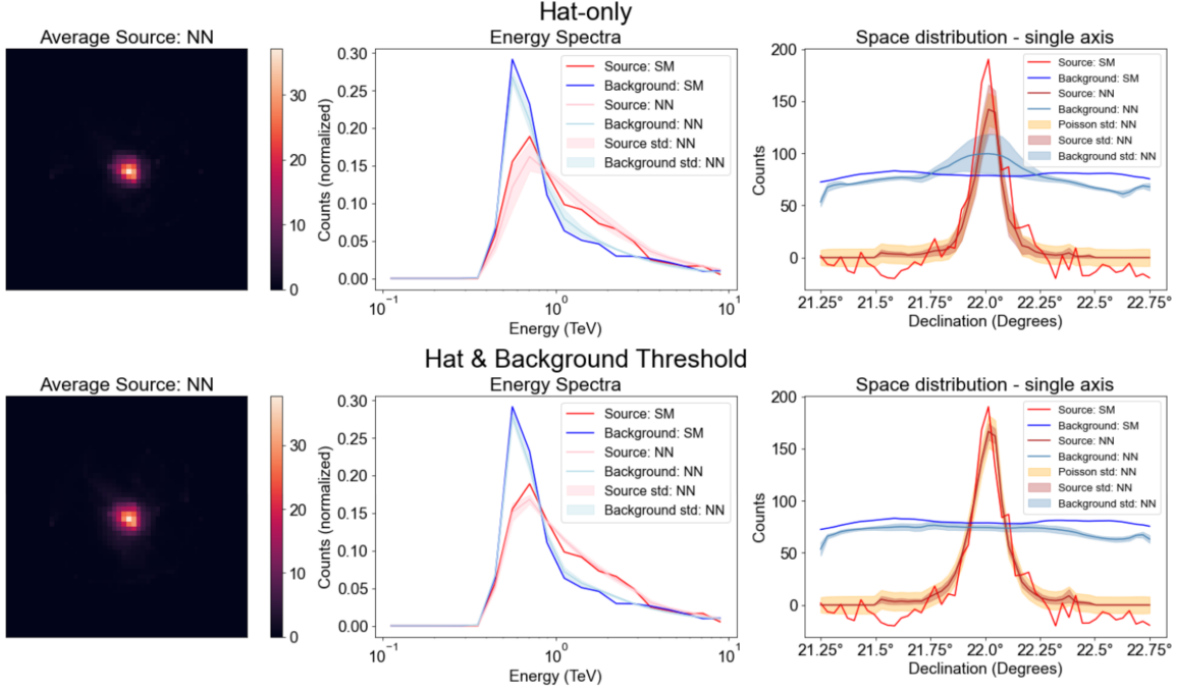 Hat-only
Average Source: NN
30
20
10
0
Energy Spectra
Counts (normalized)
0.30
0.25
0.20
0.15
0.10
0.05
0.00
Source: SM
Background: SM
Source: NN
Background: NN
Source std: NN
Background std: NN
10⁻¹ 10⁰ 10¹
Energy (TeV)
Space distribution - single axis
Counts
200
150
100
50
0
Source: SM
Background: SM
Source: NN
Background: NN
Poisson std: NN
Source std: NN
Background std: NN
21.25° 21.5° 21.75° 22.0° 22.25° 22.5° 22.75°
Declination (Degrees)
Hat & Background Threshold
Average Source: NN
30
20
10
0
Energy Spectra
Counts (normalized)
0.30
0.25
0.20
0.15
0.10
0.05
0.00
Source: SM
Background: SM
Source: NN
Background: NN
Source std: NN
Background std: NN
10⁻¹ 10⁰ 10¹
Energy (TeV)
Space distribution - single axis
Counts
200
150
100
50
0
Source: SM
Background: SM
Source: NN
Background: NN
Poisson std: NN
Source std: NN
Background std: NN
21.25° 21.5° 21.75° 22.0° 22.25° 22.5° 22.75°
Declination (Degrees)